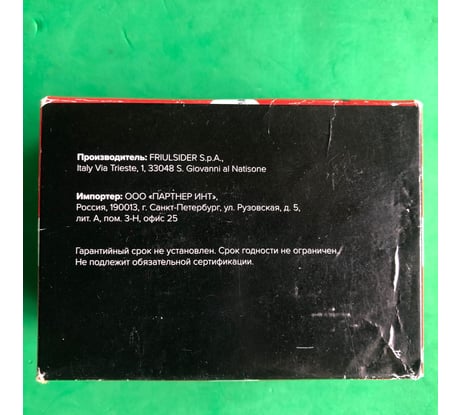 Производитель: FRIULSIDER S.p.A.,
Italy Via Trieste, 1, 33048 S. Giovanni al Natisone
Импортер: ООО «ПАРТНЕР ИНТ»,
Россия, 190013, г. Санкт-Петербург, ул. Рузовская, д. 5,
лит. А, пом. 3-Н, офис 25
Гарантийный срок не установлен. Срок годности не ограничен.
Не подлежит обязательной сертификации.